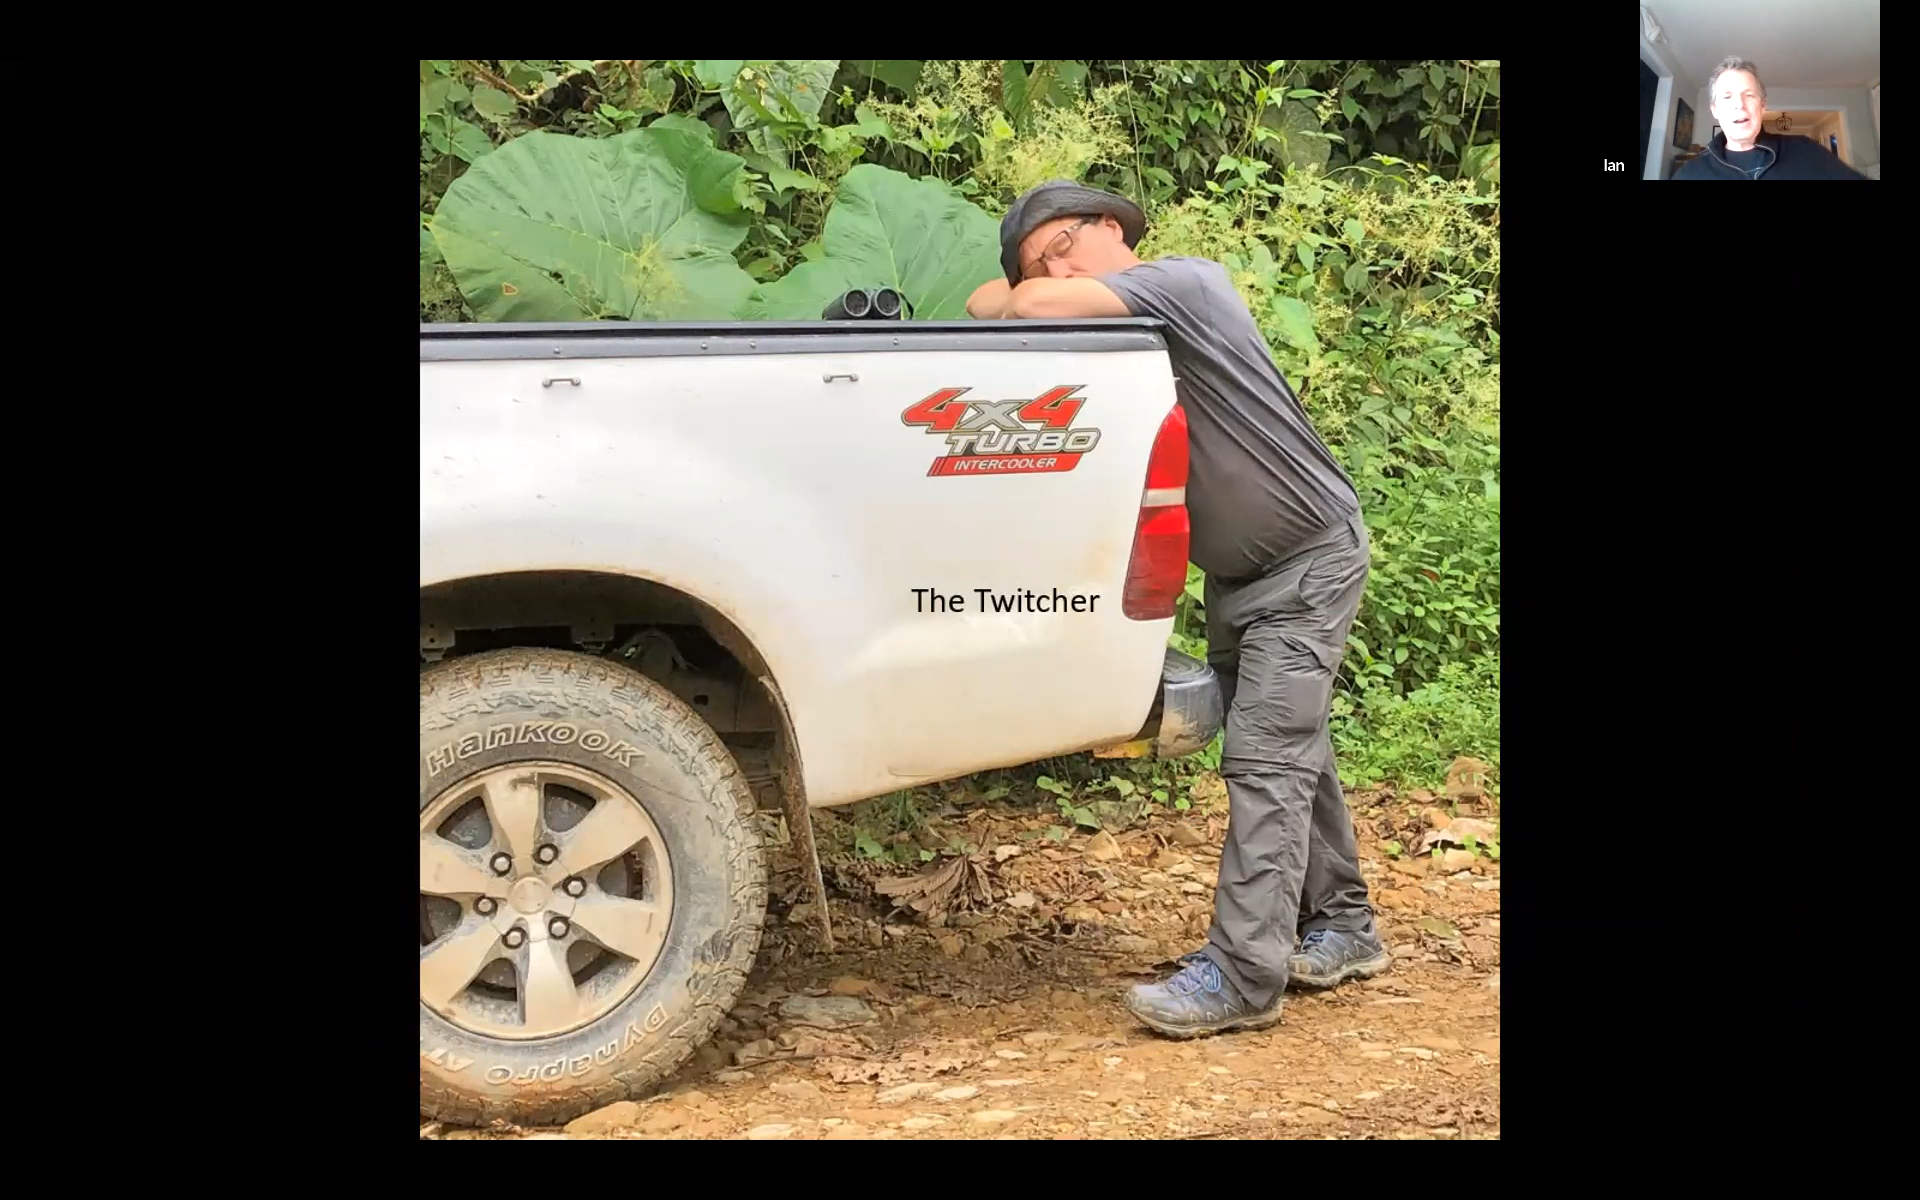 Ian
4x4
TURBO
INTERCOOLER
The Twitcher
HANKOOK
Dynapro AT